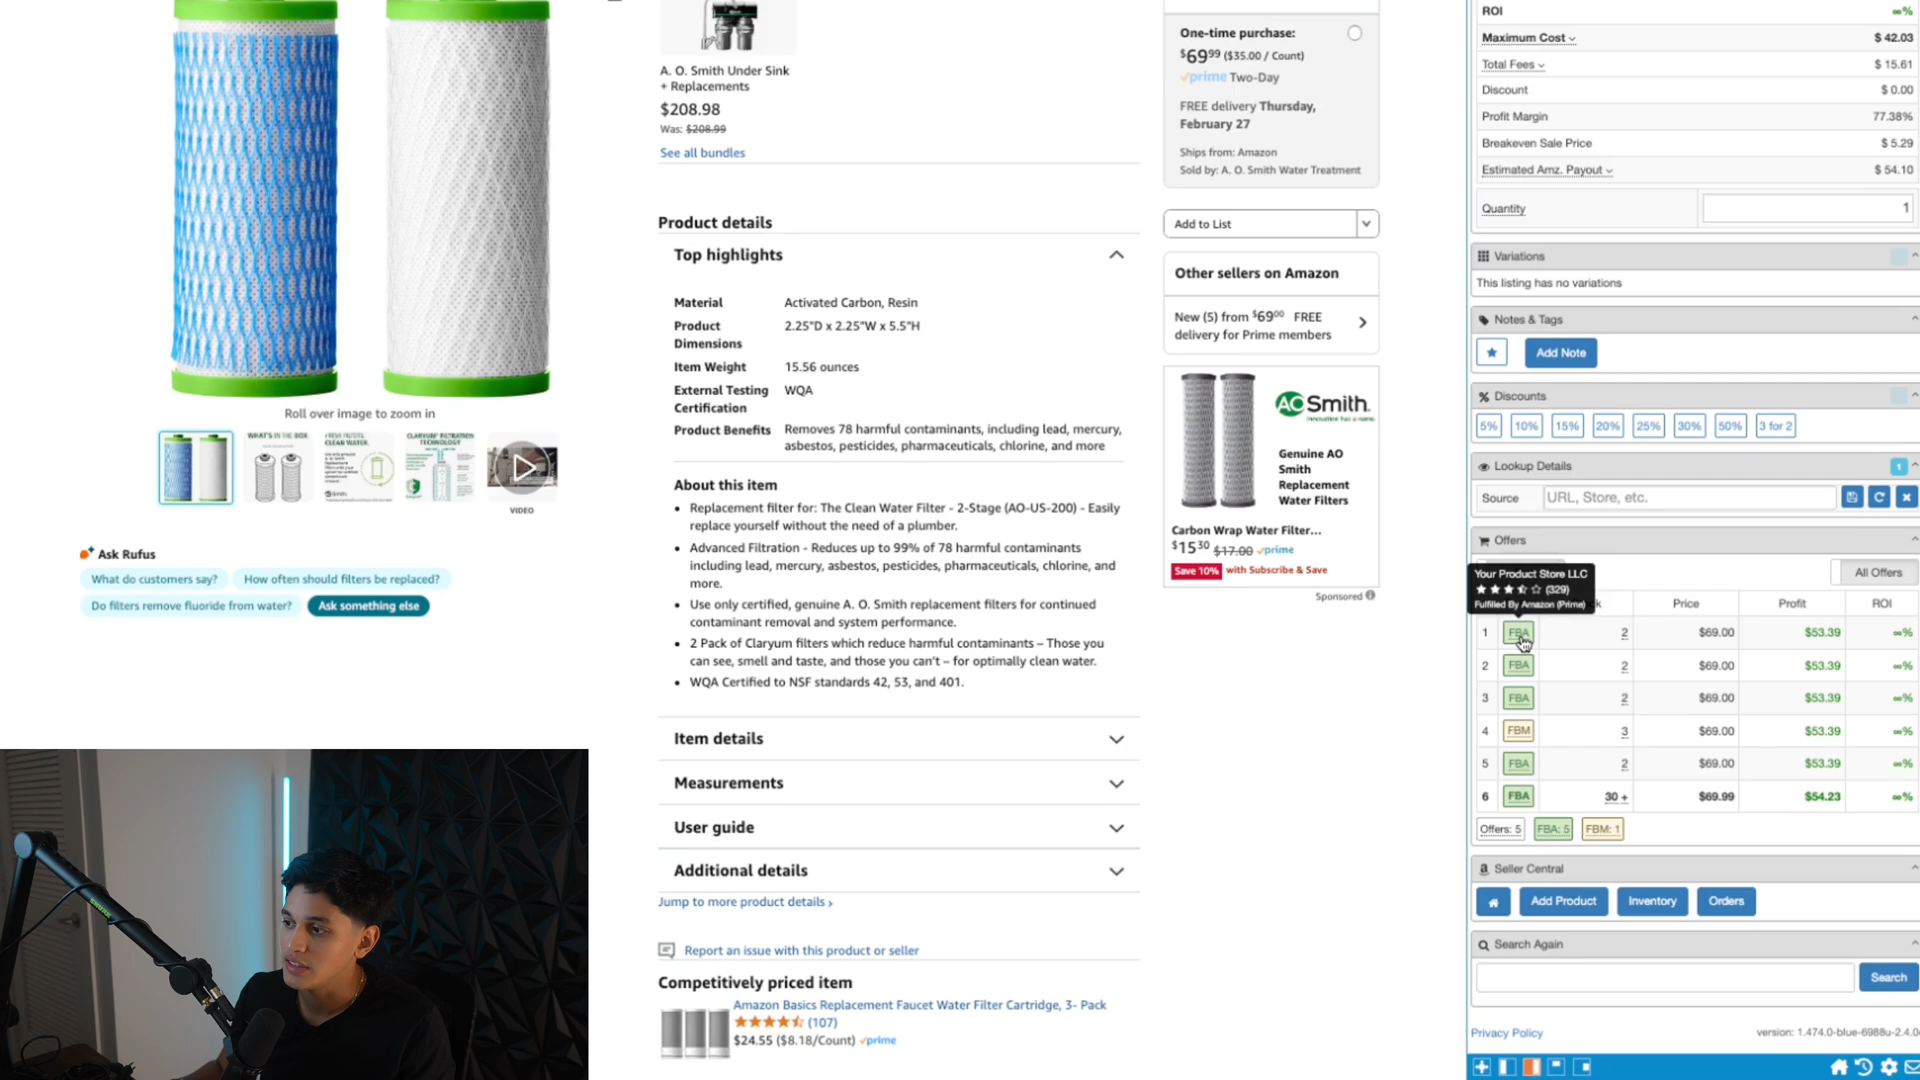 Roll over image to zoom in
WHAT'S IN THE BOX
CLARYUM® FILTRATION
TECHNOLOGY
VIDEO
Ask Rufus
What do customers say?
How often should filters be replaced?
Do filters remove fluoride from water?
Ask something else
A. O. Smith Under Sink
+ Replacements
$208.98
Was: $208.99
See all bundles
Product details
Top highlights
Material Activated Carbon, Resin
Product Dimensions 2.25"D x 2.25"W x 5.5"H
Item Weight 15.56 ounces
External Testing Certification WQA
Product Benefits Removes 78 harmful contaminants, including lead, mercury,
asbestos, pesticides, pharmaceuticals, chlorine, and more
About this item
• Replacement filter for: The Clean Water Filter - 2-Stage (AO-US-200) - Easily
replace yourself without the need of a plumber.
• Advanced Filtration - Reduces up to 99% of 78 harmful contaminants
including lead, mercury, asbestos, pesticides, pharmaceuticals, chlorine, and
more.
• Use only certified, genuine A. O. Smith replacement filters for continued
contaminant removal and system performance.
• 2 Pack of Claryum filters which reduce harmful contaminants – Those you
can see, smell and taste, and those you can't – for optimally clean water.
• WQA Certified to NSF standards 42, 53, and 401.
Item details
Measurements
User guide
Additional details
Jump to more product details ›
Report an issue with this product or seller
Competitively priced item
Amazon Basics Replacement Faucet Water Filter Cartridge, 3- Pack
(107)
$24.55 ($8.18/Count) prime
One-time purchase:
$69.99 ($35.00 / Count)
prime Two-Day
FREE delivery Thursday,
February 27
Ships from: Amazon
Sold by: A. O. Smith Water Treatment
Add to List
Other sellers on Amazon
New (5) from $69.00 FREE
delivery for Prime members
AO Smith.
Innovation has a name.
Genuine AO
Smith
Replacement
Water Filters
Carbon Wrap Water Filter...
$15.30 $17.00 prime
Save 10% with Subscribe & Save
Sponsored
ROI ∞%
Maximum Cost $ 42.03
Total Fees $ 15.61
Discount $ 0.00
Profit Margin 77.38%
Breakeven Sale Price $ 5.29
Estimated Amz. Payout $ 54.10
Quantity 1
Variations
This listing has no variations
Notes & Tags
Add Note
Discounts
5% 10% 15% 20% 25% 30% 50% 3 for 2
Lookup Details 1
Source URL, Store, etc.
Offers
Your Product Store LLC
(329)
Fulfilled By Amazon (Prime)
All Offers
k Price Profit ROI
1 FBA 2 $69.00 $53.39 ∞%
2 FBA 2 $69.00 $53.39 ∞%
3 FBA 2 $69.00 $53.39 ∞%
4 FBM 3 $69.00 $53.39 ∞%
5 FBA 2 $69.00 $53.39 ∞%
6 FBA 30 + $69.99 $54.23 ∞%
Offers: 5 FBA: 5 FBM: 1
Seller Central
Add Product Inventory Orders
Search Again
Search
Privacy Policy version: 1.474.0-blue-6988u-2.4.0